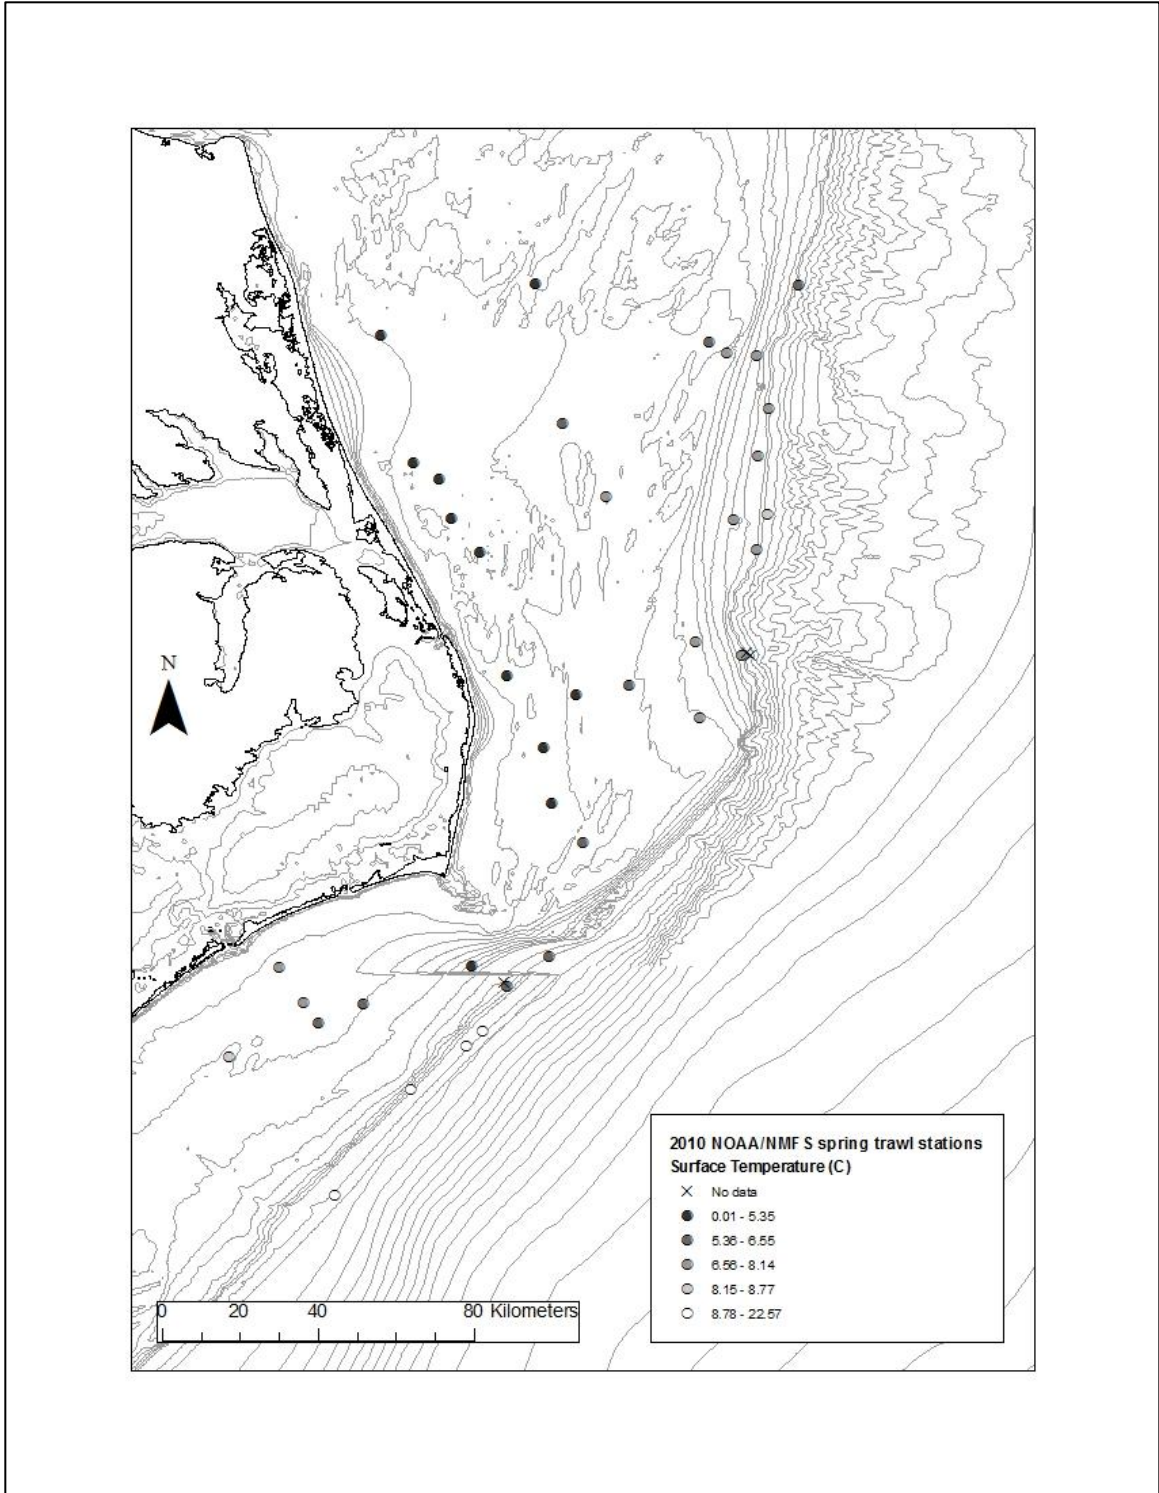 N
2010 NOAA/NMFS spring trawl stations
Surface Temperature (C)
No data
0.01 - 5.35
5.36 - 6.55
6.56 - 8.14
8.15 - 8.77
8.78 - 22.57
0 20 40 80 Kilometers